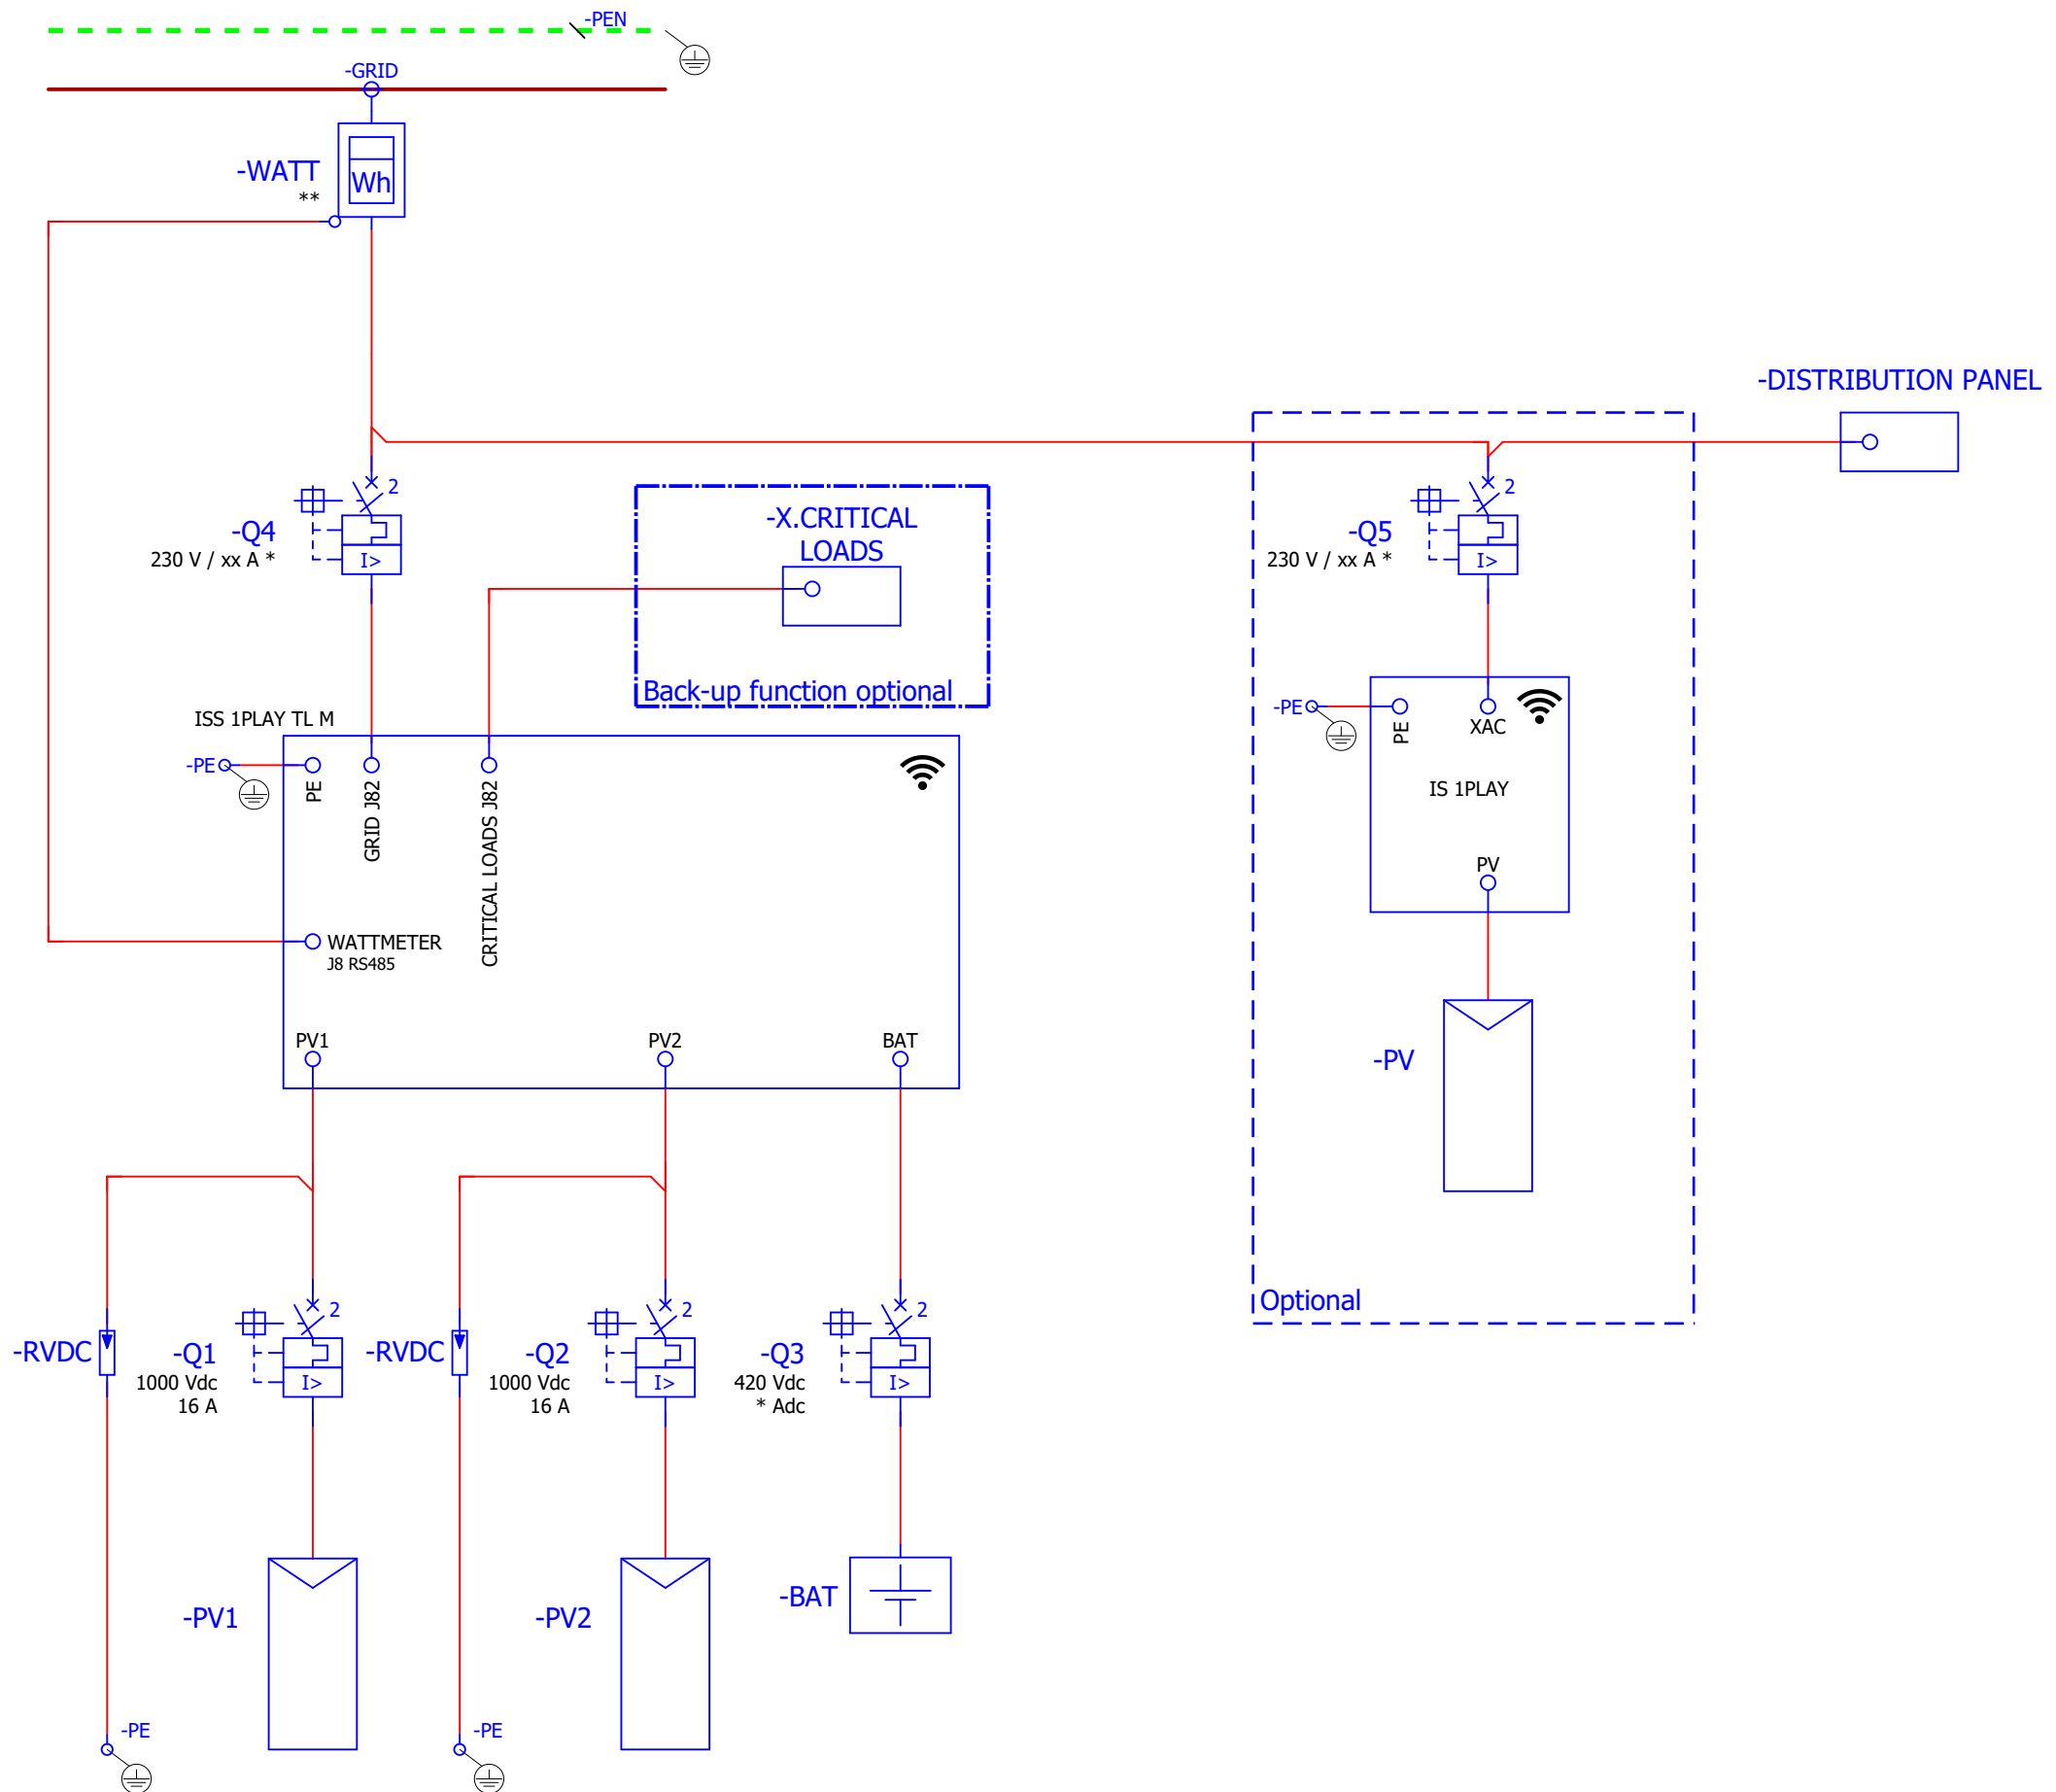 -PEN
-GRID
-WATT
**
Wh
-DISTRIBUTION PANEL
-Q4
230 V / xx A *
2
I>
-X.CRITICAL
LOADS
Back-up function optional
-Q5
230 V / xx A *
2
I>
ISS 1PLAY TL M
-PE
PE
GRID J82
CRITICAL LOADS J82
WATTMETER
J8 RS485
PV1
PV2
BAT
-PE
PE
XAC
IS 1PLAY
PV
-PV
Optional
-RVDC
-Q1
1000 Vdc
16 A
2
I>
-RVDC
-Q2
1000 Vdc
16 A
2
I>
-Q3
420 Vdc
* Adc
2
I>
-PV1
-PV2
-BAT
-PE
-PE